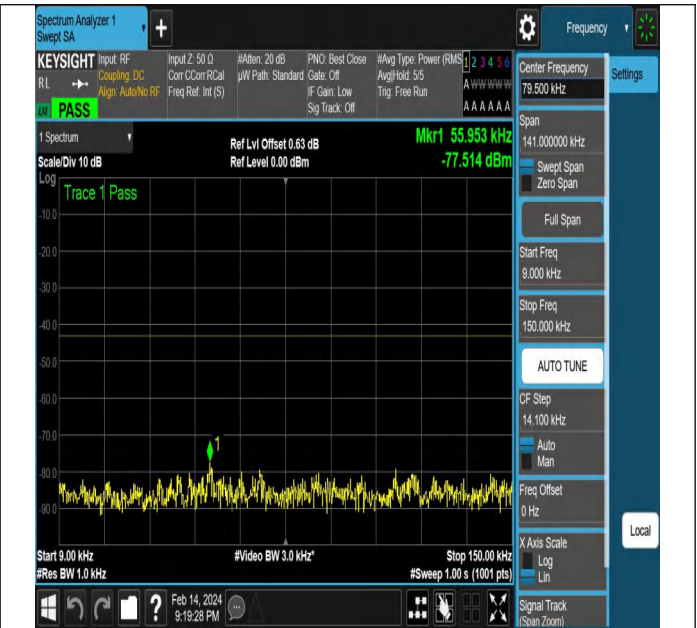 Spectrum Analyzer 1
Swept SA
+
Frequency
KEYSIGHT
RL
PASS
Input: RF
Coupling: DC
Align: Auto/No RF
Input Z: 50 Ω
Corr CCorr RCal
Freq Ref: Int (S)
#Atten: 20 dB
µW Path: Standard
PNO: Best Close
Gate: Off
IF Gain: Low
Sig Track: Off
#Avg Type: Power (RMS
Avg|Hold: 5/5
Trig: Free Run
1 2 3 4 5 6
A W W W W W
A A A A A A
Center Frequency
79.500 kHz
Settings
Span
141.000000 kHz
Swept Span
Zero Span
Full Span
Start Freq
9.000 kHz
Stop Freq
150.000 kHz
AUTO TUNE
CF Step
14.100 kHz
Auto
Man
Freq Offset
0 Hz
X Axis Scale
Log
Lin
Signal Track
(Span Zoom)
Local
1 Spectrum
Scale/Div 10 dB
Log
Ref Lvl Offset 0.63 dB
Ref Level 0.00 dBm
Mkr1 55.953 kHz
-77.514 dBm
Trace 1 Pass
-10.0
-20.0
-30.0
-40.0
-50.0
-60.0
-70.0
-80.0
-90.0
1
Start 9.00 kHz
#Res BW 1.0 kHz
#Video BW 3.0 kHz*
Stop 150.00 kHz
#Sweep 1.00 s (1001 pts)
?
Feb 14, 2024
9:19:28 PM